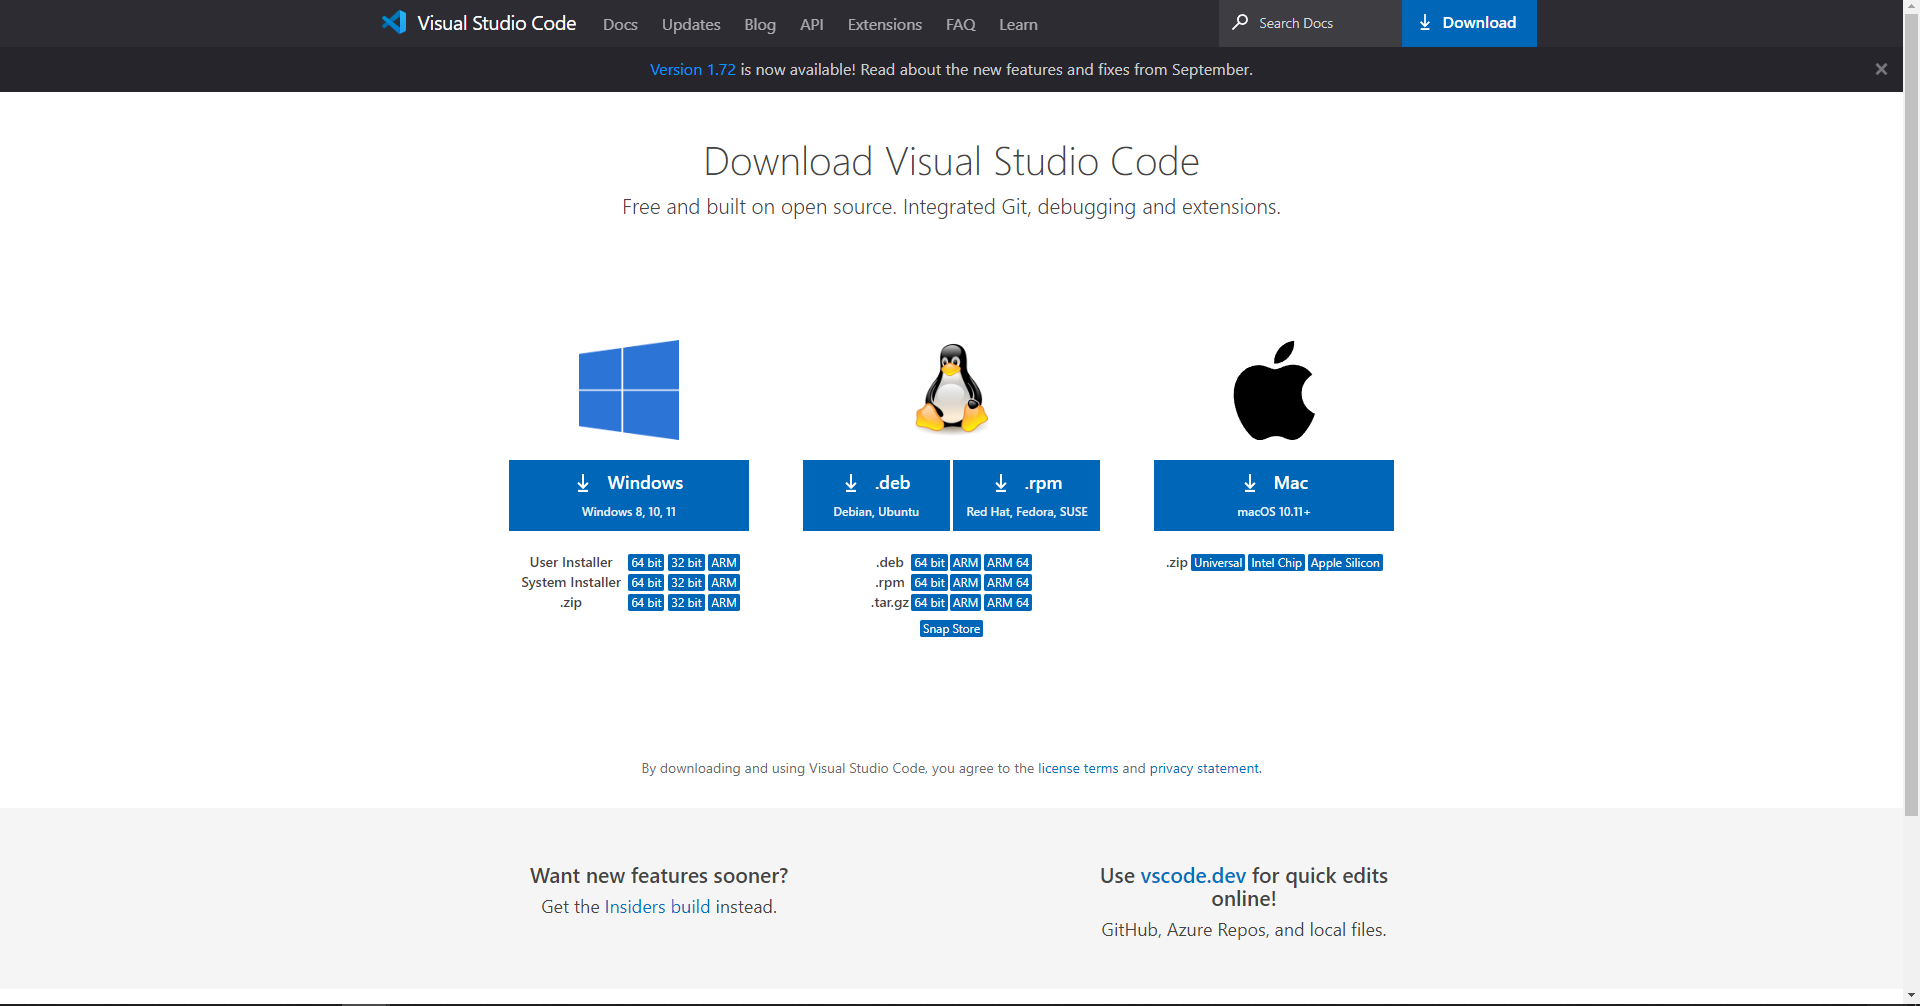 Visual Studio Code Docs Updates Blog API Extensions FAQ Learn Search Docs Download
Version 1.72 is now available! Read about the new features and fixes from September.
Download Visual Studio Code
Free and built on open source. Integrated Git, debugging and extensions.
Windows
Windows 8, 10, 11
User Installer 64 bit 32 bit ARM
System Installer 64 bit 32 bit ARM
.zip 64 bit 32 bit ARM
.deb
Debian, Ubuntu
.rpm
Red Hat, Fedora, SUSE
.deb 64 bit ARM ARM 64
.rpm 64 bit ARM ARM 64
.tar.gz 64 bit ARM ARM 64
Snap Store
Mac
macOS 10.11+
.zip Universal Intel Chip Apple Silicon
By downloading and using Visual Studio Code, you agree to the license terms and privacy statement.
Want new features sooner?
Get the Insiders build instead.
Use vscode.dev for quick edits
online!
GitHub, Azure Repos, and local files.